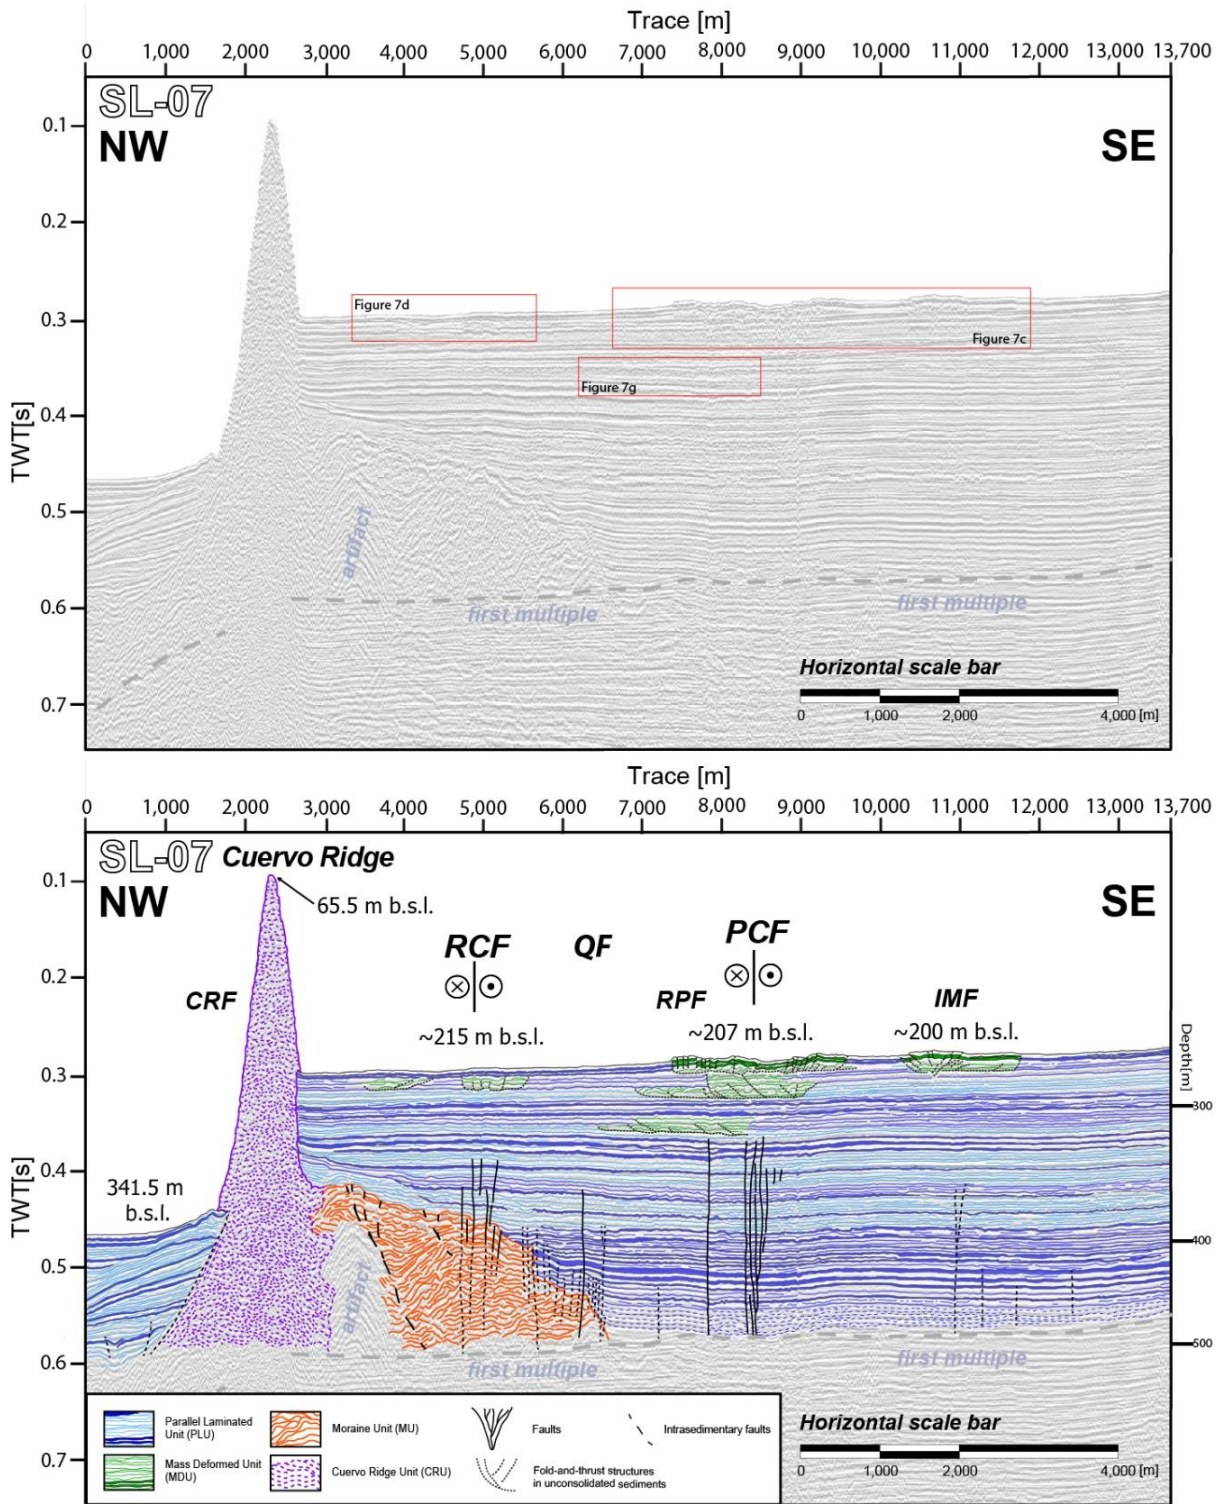 Trace [m]
0 1,000 2,000 3,000 4,000 5,000 6,000 7,000 8,000 9,000 10,000 11,000 12,000 13,000 13,700
SL-07
NW
SE
0.1
0.2
0.3
0.4
0.5
0.6
0.7
TWT[s]
Figure 7d
Figure 7c
Figure 7g
artifact
first multiple
first multiple
Horizontal scale bar
0 1,000 2,000 4,000 [m]
Trace [m]
0 1,000 2,000 3,000 4,000 5,000 6,000 7,000 8,000 9,000 10,000 11,000 12,000 13,000 13,700
SL-07 Cuervo Ridge
NW
SE
65.5 m b.s.l.
RCF
QF
PCF
CRF
RPF
IMF
~215 m b.s.l.
~207 m b.s.l.
~200 m b.s.l.
0.1
0.2
0.3
0.4
0.5
0.6
0.7
TWT[s]
Depth[m]
300
400
500
341.5 m
b.s.l.
artifact
first multiple
first multiple
Parallel Laminated
Unit (PLU)
Moraine Unit (MU)
Faults
Intrasedimentary faults
Mass Deformed Unit
(MDU)
Cuervo Ridge Unit (CRU)
Fold-and-thrust structures
in unconsolidated sediments
Horizontal scale bar
0 1,000 2,000 4,000 [m]